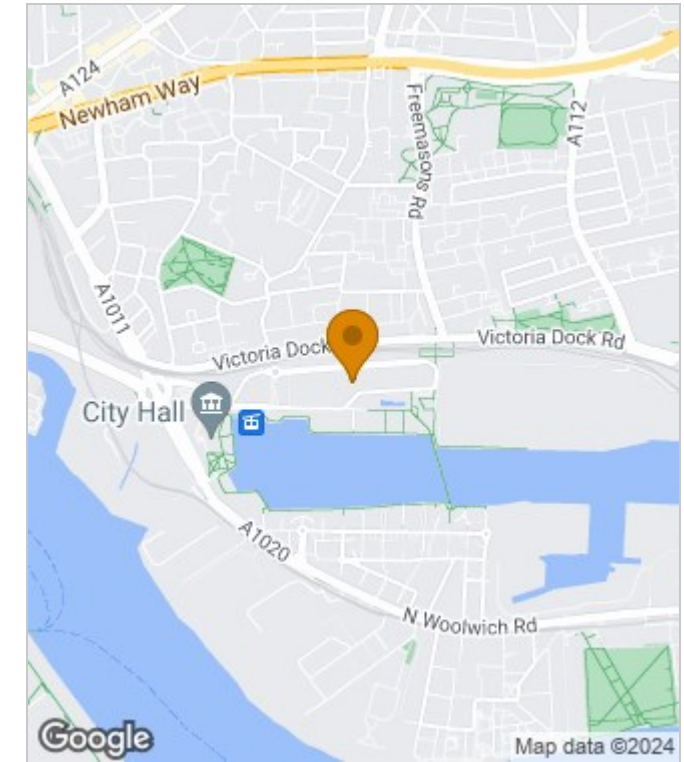 A124
Newham Way
Freemasons Rd
A112
A1011
Victoria Dock
Victoria Dock Rd
City Hall
A1020
N Woolwich Rd
Google
Map data ©2024